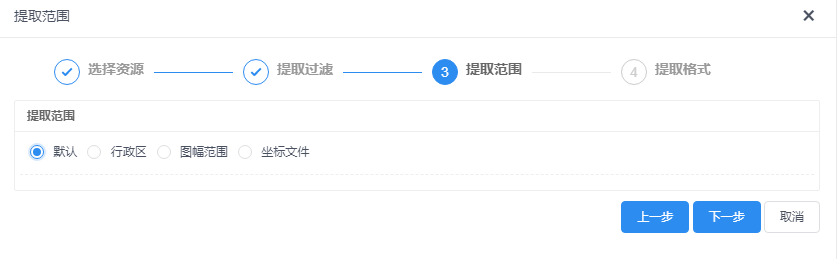 提取范围
选择资源 提取过滤 3 提取范围 4 提取格式
提取范围
默认 行政区 图幅范围 坐标文件
上一步 下一步 取消